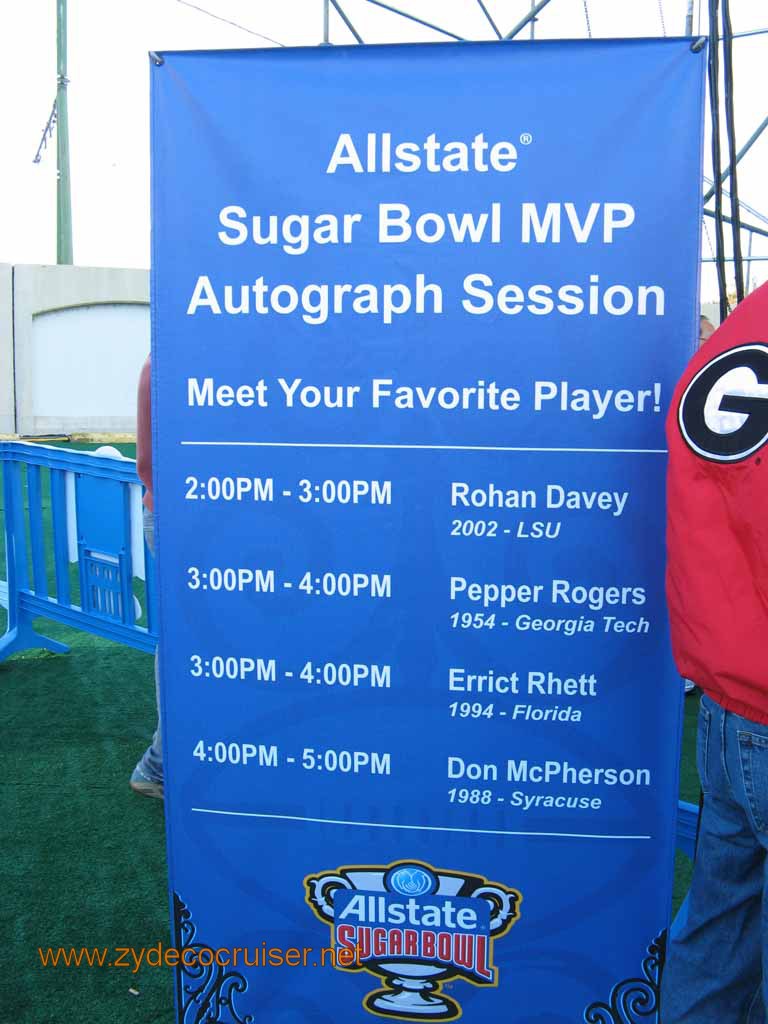 Allstate®
Sugar Bowl MVP
Autograph Session
Meet Your Favorite Player!
2:00PM - 3:00PM Rohan Davey
2002 - LSU
3:00PM - 4:00PM Pepper Rogers
1954 - Georgia Tech
3:00PM - 4:00PM Errict Rhett
1994 - Florida
4:00PM - 5:00PM Don McPherson
1988 - Syracuse
Allstate
SUGAR BOWL
G
www.zydecocruiser.net